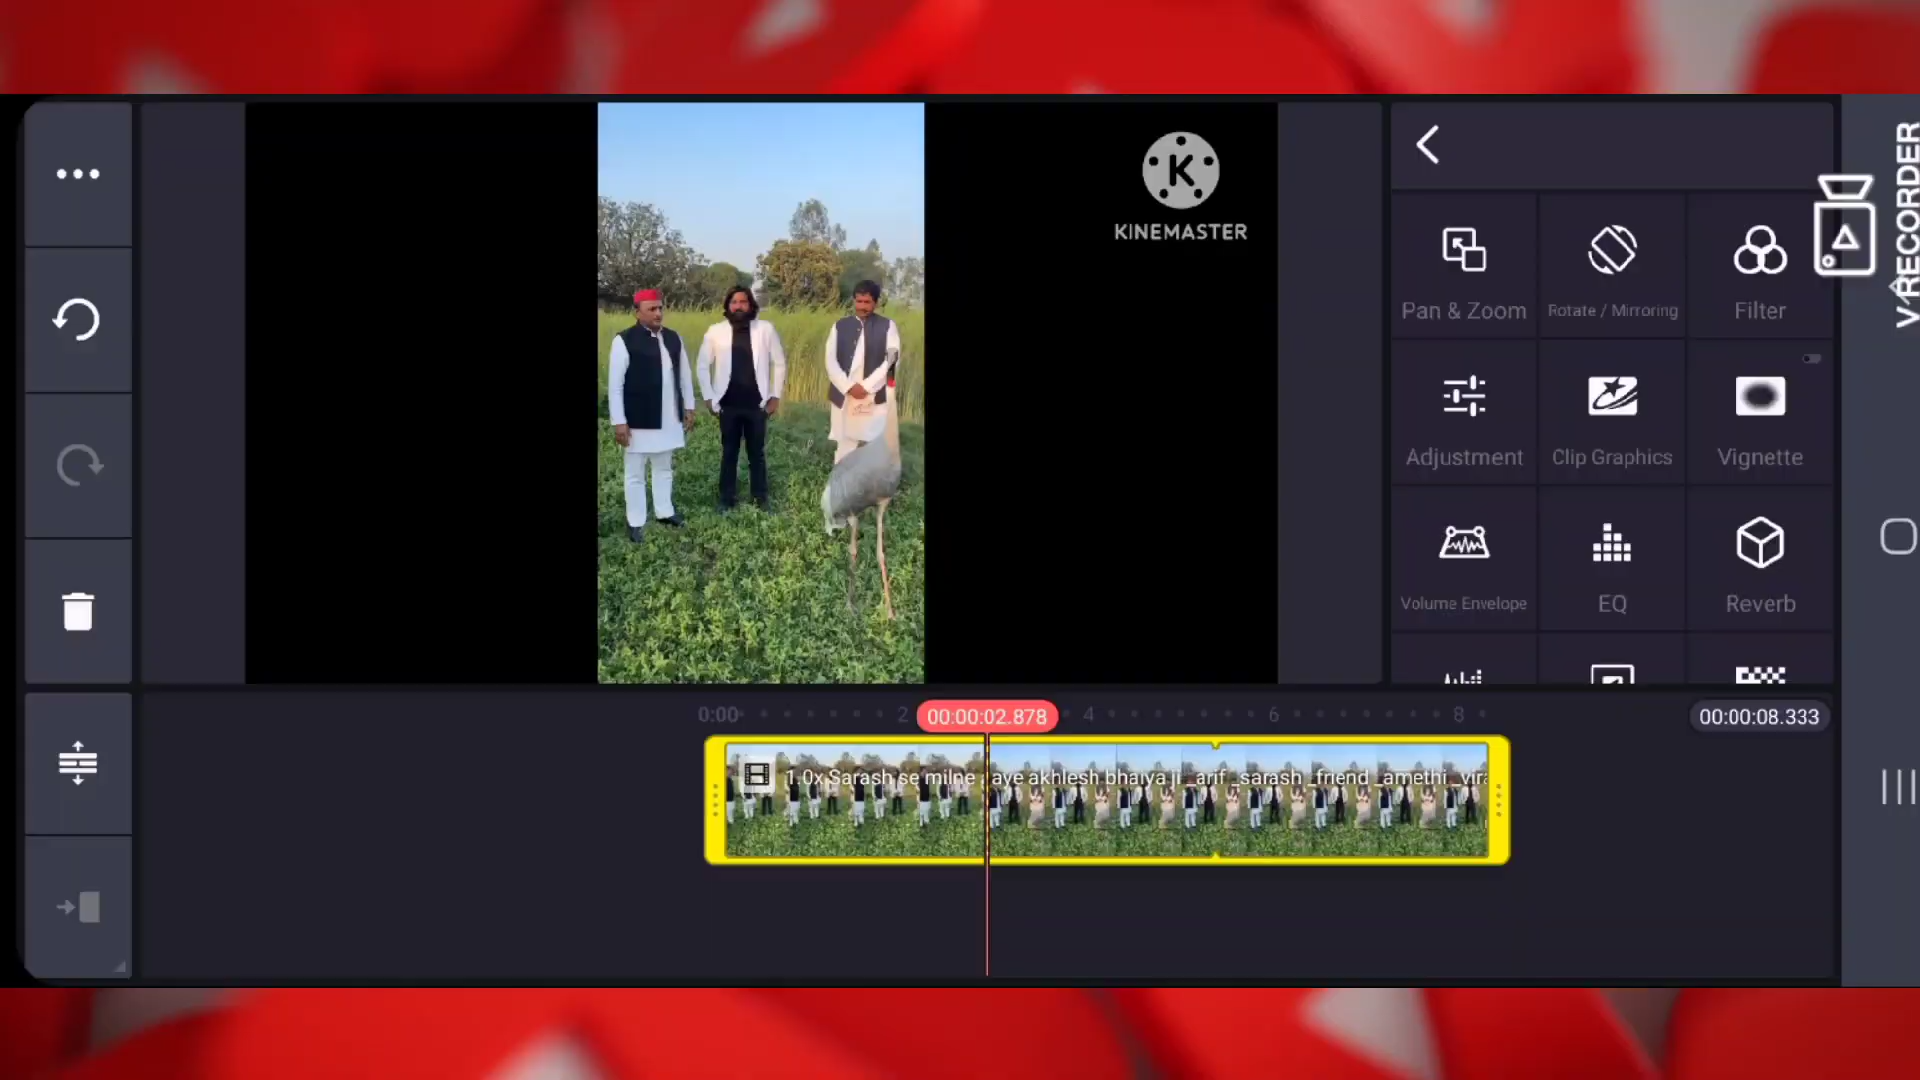 KINEMASTER
V RECORDER
Pan & Zoom
Rotate / Mirroring
Filter
Adjustment
Clip Graphics
Vignette
Volume Envelope
EQ
Reverb
0:00
2
00:00:02.878
4
6
8
00:00:08.333
1.0x Sarash se milne aye akhlesh bhaiya ji _arif _sarash _friend _amethi _vira